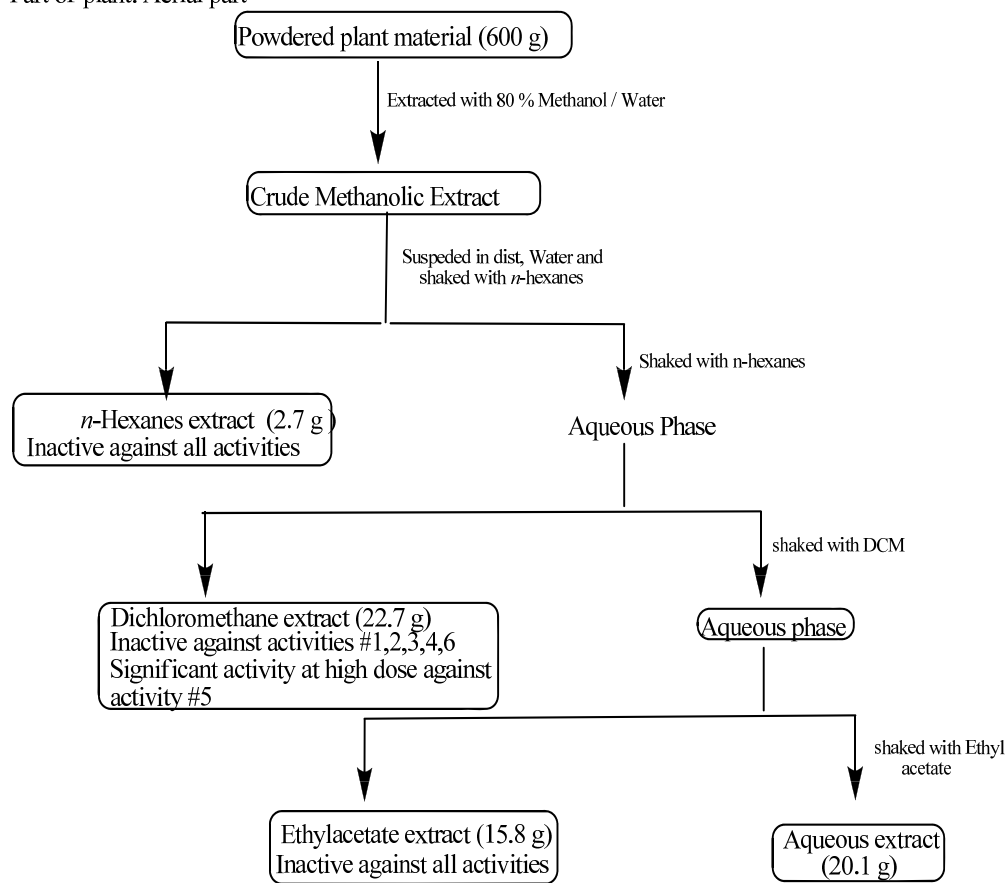 Part of plant: Aerial part
Powdered plant material (600 g)
Extracted with 80 % Methanol / Water
Crude Methanolic Extract
Suspeded in dist, Water and
shaked with n-hexanes
Shaked with n-hexanes
n-Hexanes extract (2.7 g )
Inactive against all activities
Aqueous Phase
shaked with DCM
Dichloromethane extract (22.7 g)
Inactive against activities #1,2,3,4,6
Significant activity at high dose against
activity #5
Aqueous phase
shaked with Ethyl
acetate
Ethylacetate extract (15.8 g)
Inactive against all activities
Aqueous extract
(20.1 g)